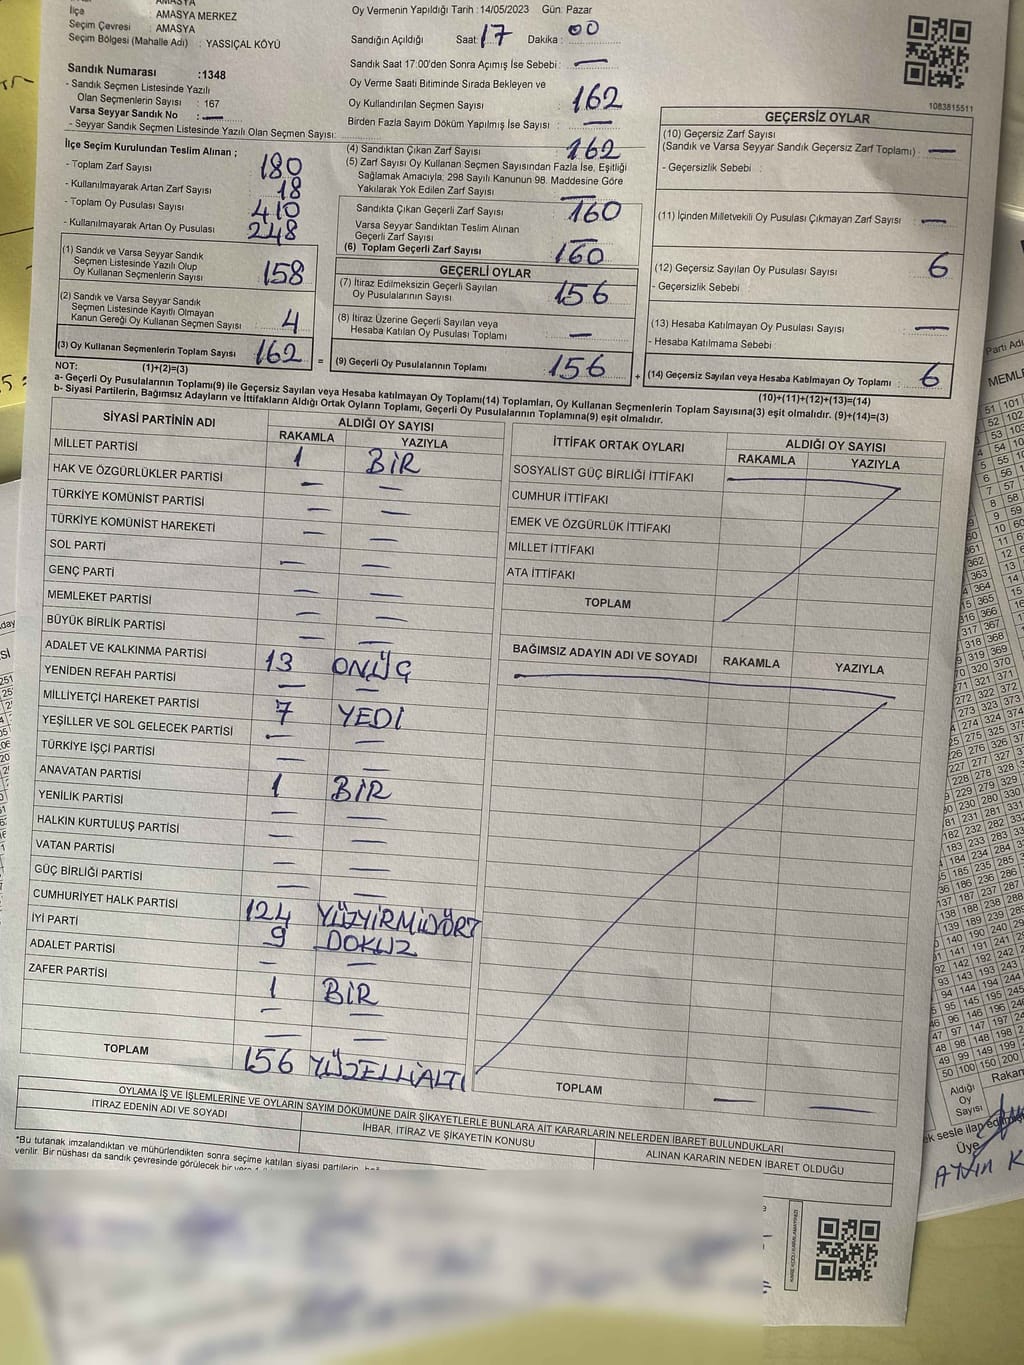 AMASYA
İlçe : AMASYA MERKEZ
Seçim Çevresi : AMASYA
Seçim Bölgesi (Mahalle Adı) : YASSIÇAL KÖYÜ
Oy Vermenin Yapıldığı Tarih : 14/05/2023 Gün: Pazar
Sandığın Açıldığı Saat: 17 Dakika : 00
Sandık Saat 17:00'den Sonra Açımış İse Sebebi : —
Sandık Numarası :1348
- Sandık Seçmen Listesinde Yazılı
Olan Seçmenlerin Sayısı : 167
Varsa Seyyar Sandık No : —
- Seyyar Sandık Seçmen Listesinde Yazılı Olan Seçmen Sayısı:
Oy Verme Saati Bitiminde Sırada Bekleyen ve
Oy Kullandırılan Seçmen Sayısı 162
Birden Fazla Sayım Döküm Yapılmış İse Sayısı : —
1083815511
İlçe Seçim Kurulundan Teslim Alınan ;
- Toplam Zarf Sayısı 180
- Kullanılmayarak Artan Zarf Sayısı 18
- Toplam Oy Pusulası Sayısı 410
- Kullanılmayarak Artan Oy Pusulası 248
(1) Sandık ve Varsa Seyyar Sandık
Seçmen Listesinde Yazılı Olup
Oy Kullanan Seçmenlerin Sayısı 158
(2) Sandık ve Varsa Seyyar Sandık
Seçmen Listesinde Kayıtlı Olmayan
Kanun Gereği Oy Kullanan Seçmen Sayısı 4
(3) Oy Kullanan Seçmenlerin Toplam Sayısı 162 =
(1)+(2)=(3)
(4) Sandıktan Çıkan Zarf Sayısı 162
(5) Zarf Sayısı Oy Kullanan Seçmen Sayısından Fazla İse, Eşitliği
Sağlamak Amacıyla; 298 Sayılı Kanunun 98. Maddesine Göre
Yakılarak Yok Edilen Zarf Sayısı —
Sandıkta Çıkan Geçerli Zarf Sayısı 160
Varsa Seyyar Sandıktan Teslim Alınan
Geçerli Zarf Sayısı —
(6) Toplam Geçerli Zarf Sayısı 160
GEÇERLİ OYLAR
(7) İtiraz Edilmeksizin Geçerli Sayılan
Oy Pusulalarının Sayısı 156
(8) İtiraz Üzerine Geçerli Sayılan veya
Hesaba Katılan Oy Pusulası Toplamı —
(9) Geçerli Oy Pusulalarının Toplamı 156 +
GEÇERSİZ OYLAR
(10) Geçersiz Zarf Sayısı
(Sandık ve Varsa Seyyar Sandık Geçersiz Zarf Toplamı) : —
- Geçersizlik Sebebi :
(11) İçinden Milletvekili Oy Pusulası Çıkmayan Zarf Sayısı : —
(12) Geçersiz Sayılan Oy Pusulası Sayısı : 6
- Geçersizlik Sebebi
(13) Hesaba Katılmayan Oy Pusulası Sayısı : —
- Hesaba Katılmama Sebebi :
(14) Geçersiz Sayılan veya Hesaba Katılmayan Oy Toplamı : 6
(10)+(11)+(12)+(13)=(14)
NOT:
a- Geçerli Oy Pusulalarının Toplamı(9) ile Geçersiz Sayılan veya Hesaba katılmayan Oy Toplamı(14) Toplamları, Oy Kullanan Seçmenlerin Toplam Sayısına(3) eşit olmalıdır. (9)+(14)=(3)
b- Siyasi Partilerin, Bağımsız Adayların ve İttifakların Aldığı Ortak Oyların Toplamı, Geçerli Oy Pusulalarının Toplamına(9) eşit olmalıdır.
SİYASİ PARTİNİN ADI ALDIĞI OY SAYISI
RAKAMLA YAZIYLA
MİLLET PARTİSİ 1 BİR
HAK VE ÖZGÜRLÜKLER PARTİSİ — —
TÜRKİYE KOMÜNİST PARTİSİ — —
TÜRKİYE KOMÜNİST HAREKETİ — —
SOL PARTİ — —
GENÇ PARTİ — —
MEMLEKET PARTİSİ — —
BÜYÜK BİRLİK PARTİSİ — —
ADALET VE KALKINMA PARTİSİ 13 ONÜÇ
YENİDEN REFAH PARTİSİ — —
MİLLİYETÇİ HAREKET PARTİSİ 7 YEDİ
YEŞİLLER VE SOL GELECEK PARTİSİ — —
TÜRKİYE İŞÇİ PARTİSİ — —
ANAVATAN PARTİSİ 1 BİR
YENİLİK PARTİSİ — —
HALKIN KURTULUŞ PARTİSİ — —
VATAN PARTİSİ — —
GÜÇ BİRLİĞİ PARTİSİ — —
CUMHURİYET HALK PARTİSİ 124 YÜZYİRMİDÖRT
İYİ PARTİ 9 DOKUZ
ADALET PARTİSİ — —
ZAFER PARTİSİ 1 BİR
— —
— —
TOPLAM 156 YÜZELLİALTI
İTTİFAK ORTAK OYLARI ALDIĞI OY SAYISI
RAKAMLA YAZIYLA
SOSYALİST GÜÇ BİRLİĞİ İTTİFAKI
CUMHUR İTTİFAKI
EMEK VE ÖZGÜRLÜK İTTİFAKI
MİLLET İTTİFAKI
ATA İTTİFAKI
TOPLAM
BAĞIMSIZ ADAYIN ADI VE SOYADI RAKAMLA YAZIYLA
TOPLAM — —
OYLAMA İŞ VE İŞLEMLERİNE VE OYLARIN SAYIM DÖKÜMÜNE DAİR ŞİKAYETLERLE BUNLARA AİT KARARLARIN NELERDEN İBARET BULUNDUKLARI
İTİRAZ EDENİN ADI VE SOYADI
İHBAR, İTİRAZ VE ŞİKAYETİN KONUSU
ALINAN KARARIN NEDEN İBARET OLDUĞU
*Bu tutanak imzalandıktan ve mühürlendikten sonra seçime katılan siyasi partilerin,
verilir. Bir nüshası da sandık çevresinde görülecek bir yere
Parti Adı
MEMLE
Aldığı
Oy
Sayısı
Rakam
Üye